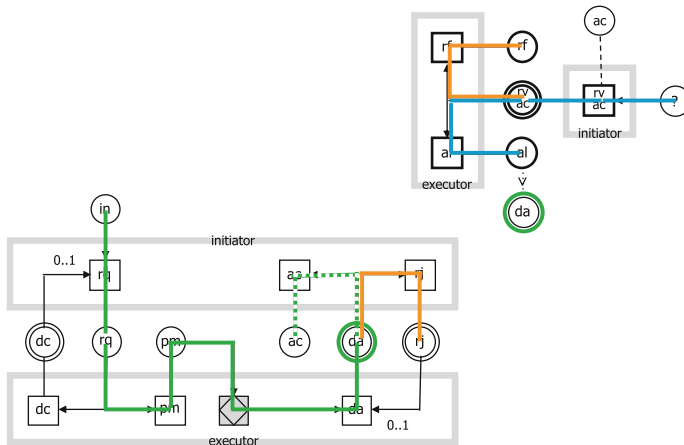 ac
rf
rf
rv
ac
rv
ac
?
initiator
al
al
executor
da
in
initiator
0..1
rq
aa
rj
dc
rq
pm
ac
da
rj
dc
pm
da
0..1
executor